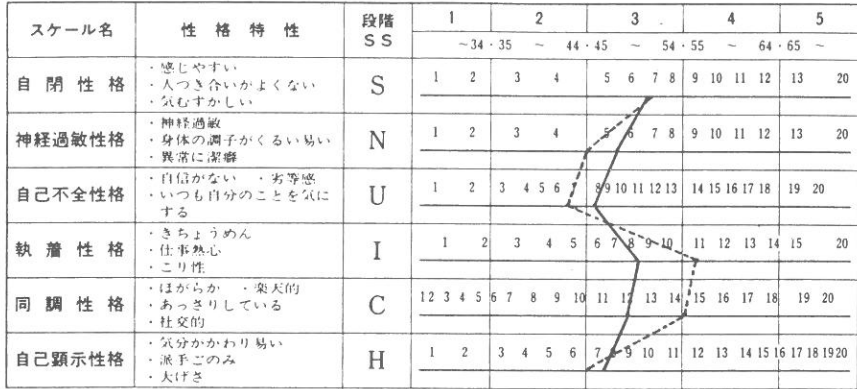 スケール名 性格特性 段階 SS 1 2 3 4 5
~34・35 ~ 44・45 ~ 54・55 ~ 64・65 ~
自閉性格 S 1 2 3 4 5 6 7 8 9 10 11 12 13 20
・感じやすい
・人つき合いがよくない
・気むずかしい
神経過敏性格 N 1 2 3 4 5 6 7 8 9 10 11 12 13 20
・神経過敏
・身体の調子がくるい易い
・異常に潔癖
自己不全性格 U 1 2 3 4 5 6 8 9 10 11 12 13 14 15 16 17 18 19 20
・自信がない ・劣等感
・いつも自分のことを気に
する
執着性格 I 1 2 3 4 5 6 7 8 9 10 11 12 13 14 15 20
・きちょうめん
・仕事熱心
・こり性
同調性格 C 1 2 3 4 5 6 7 8 9 10 11 12 13 14 15 16 17 18 19 20
・ほがらか ・楽天的
・あっさりしている
・社交的
自己顕示性格 H 1 2 3 4 5 6 7 8 9 10 11 12 13 14 15 16 17 18 19 20
・気分かかわり易い
・派手ごのみ
・大げさ